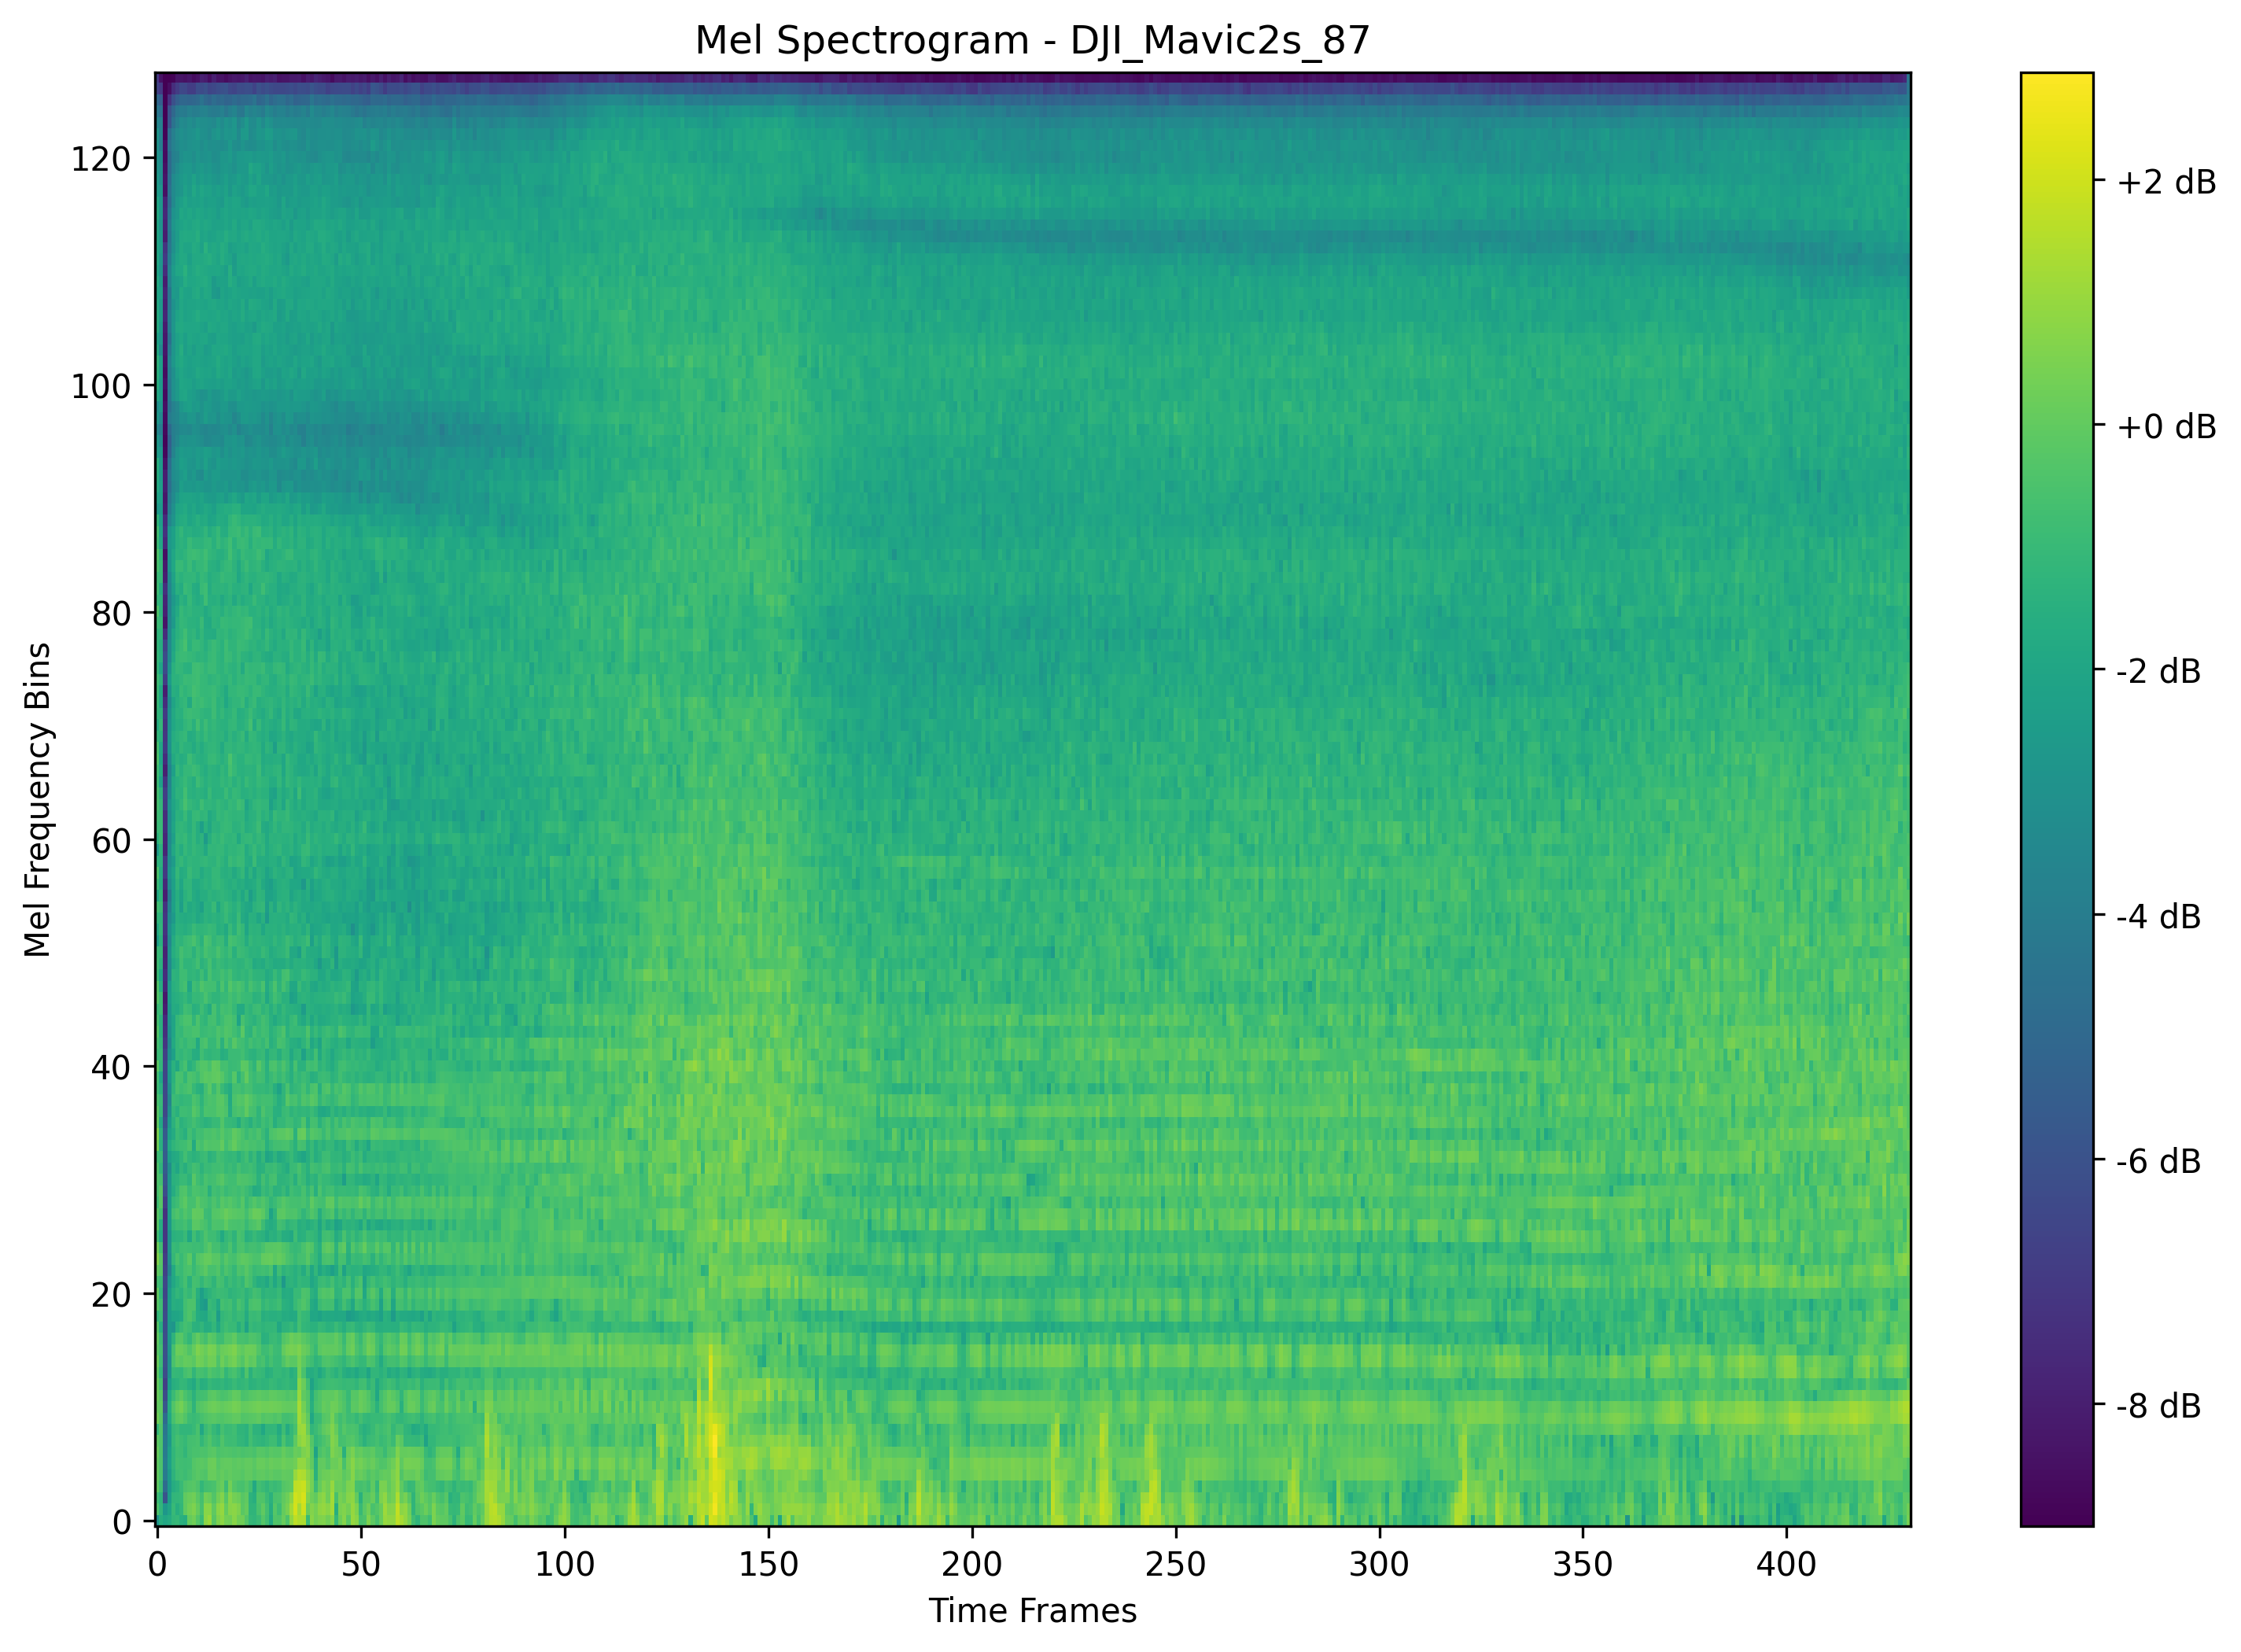 Mel Spectrogram - DJI_Mavic2s_87
Mel Frequency Bins
120
100
80
60
40
20
0
0 50 100 150 200 250 300 350 400
Time Frames
+2 dB
+0 dB
-2 dB
-4 dB
-6 dB
-8 dB